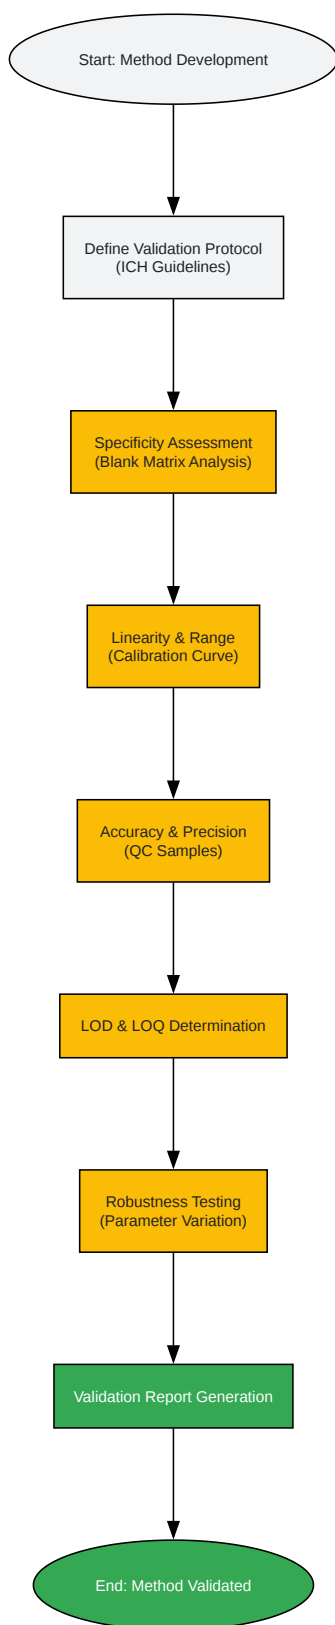 Start: Method Development
Define Validation Protocol
(ICH Guidelines)
Specificity Assessment
(Blank Matrix Analysis)
Linearity & Range
(Calibration Curve)
Accuracy & Precision
(QC Samples)
LOD & LOQ Determination
Robustness Testing
(Parameter Variation)
Validation Report Generation
End: Method Validated